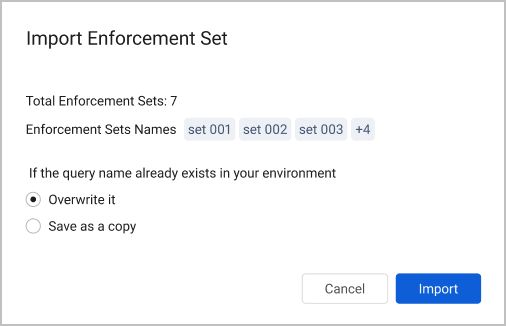 Import Enforcement Set
Total Enforcement Sets: 7
Enforcement Sets Names set 001 set 002 set 003 +4
If the query name already exists in your environment
Overwrite it
Save as a copy
Cancel Import